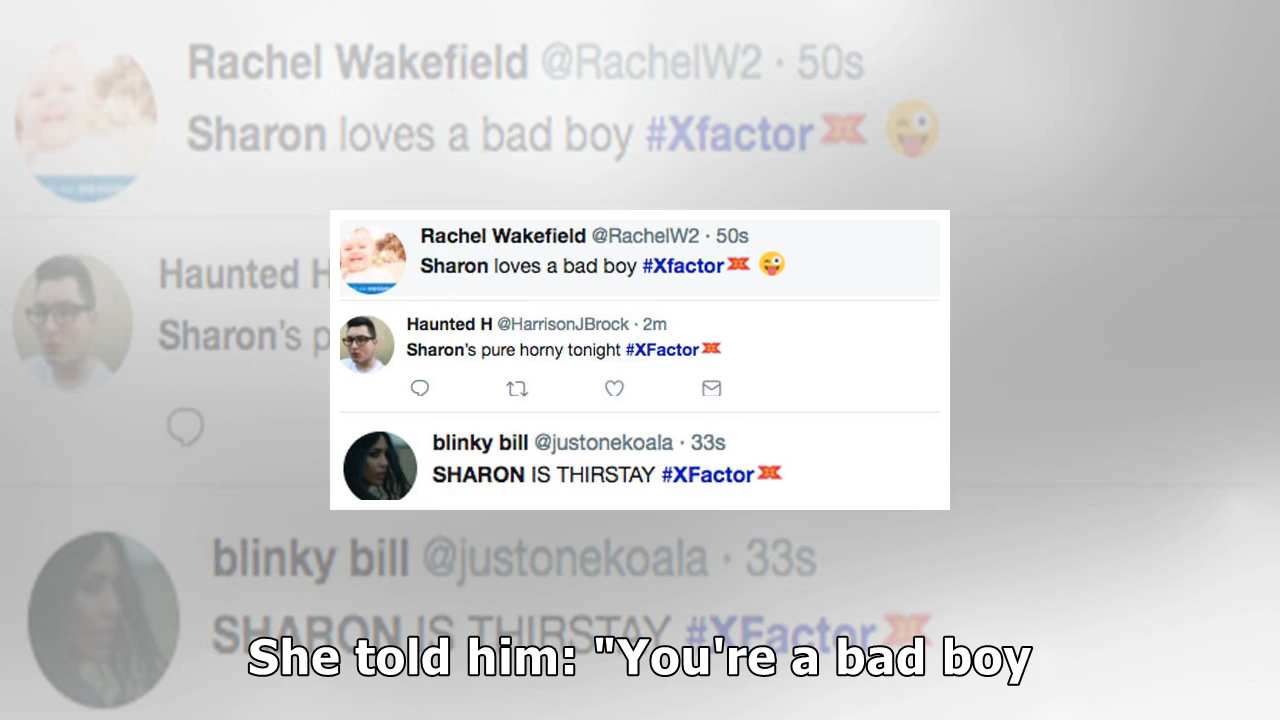 Rachel Wakefield @RachelW2 · 50s
Sharon loves a bad boy #Xfactor
Haunted H
Sharon's p
Rachel Wakefield @RachelW2 · 50s
Sharon loves a bad boy #Xfactor
Haunted H @HarrisonJBrock · 2m
Sharon's pure horny tonight #XFactor
blinky bill @justonekoala · 33s
SHARON IS THIRSTAY #XFactor
blinky bill @justonekoala · 33s
SHARON IS THIRSTAY #XFactor
She told him: "You're a bad boy